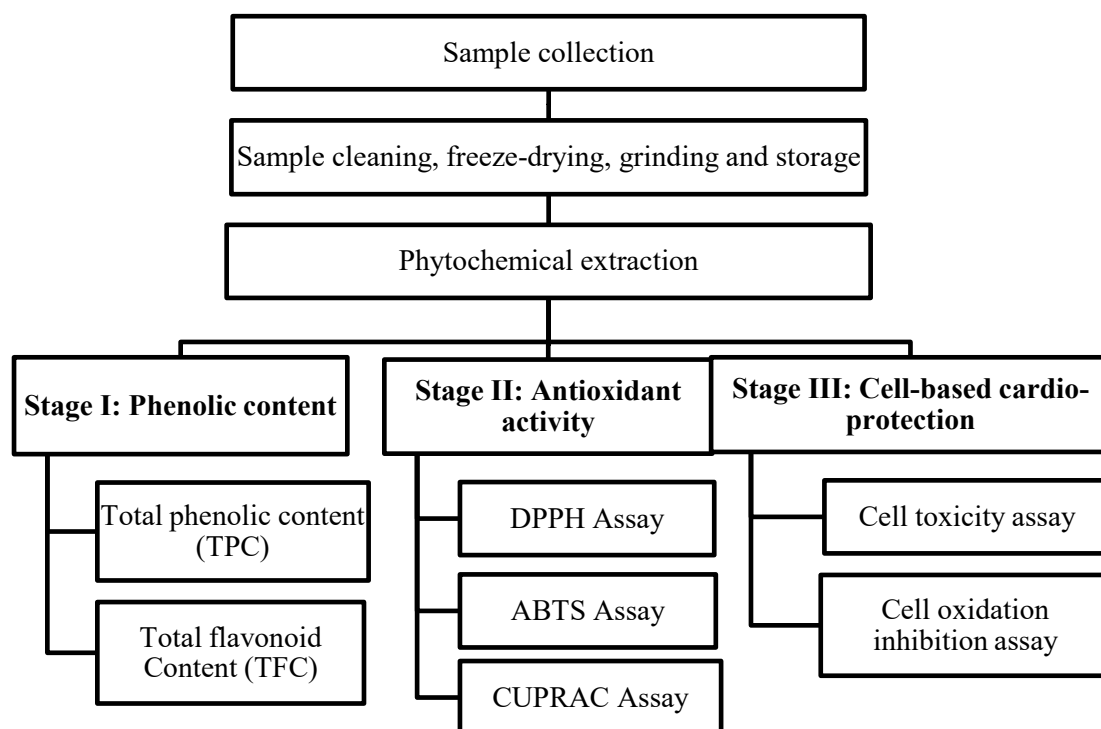 Sample collection
Sample cleaning, freeze-drying, grinding and storage
Phytochemical extraction
Stage I: Phenolic content
Total phenolic content
(TPC)
Total flavonoid
Content (TFC)
Stage II: Antioxidant
activity
DPPH Assay
ABTS Assay
CUPRAC Assay
Stage III: Cell-based cardio-
protection
Cell toxicity assay
Cell oxidation
inhibition assay